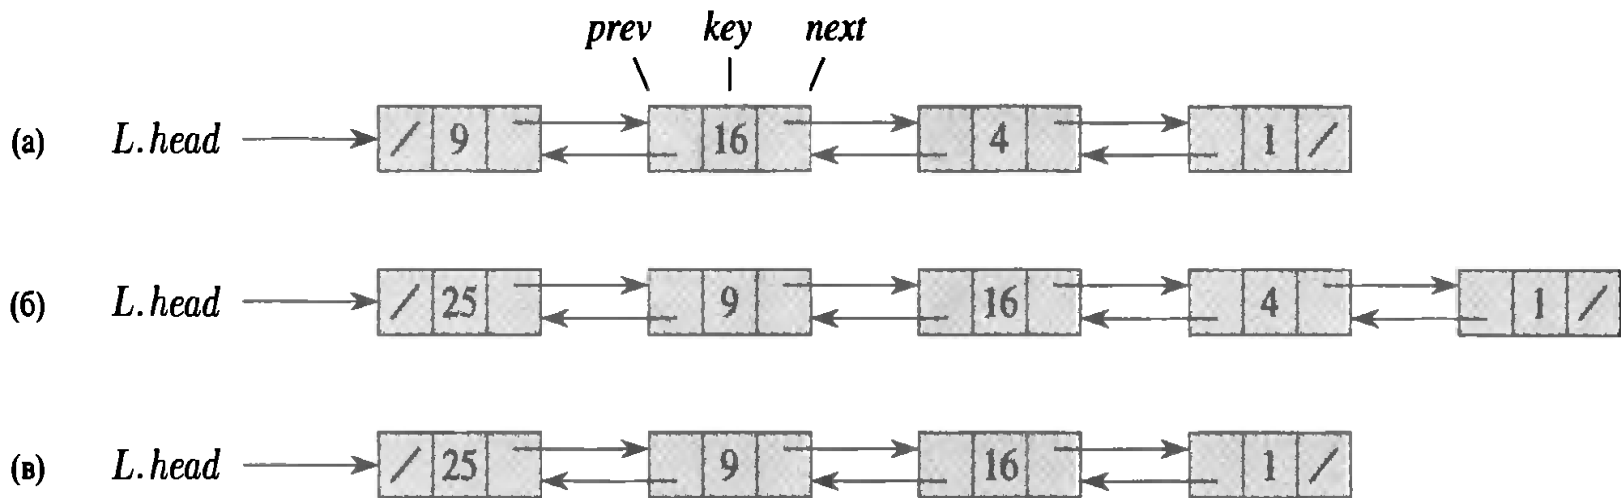 prev key next
(а) L.head / 9 16 4 1 /
(б) L.head / 25 9 16 4 1 /
(в) L.head / 25 9 16 1 /